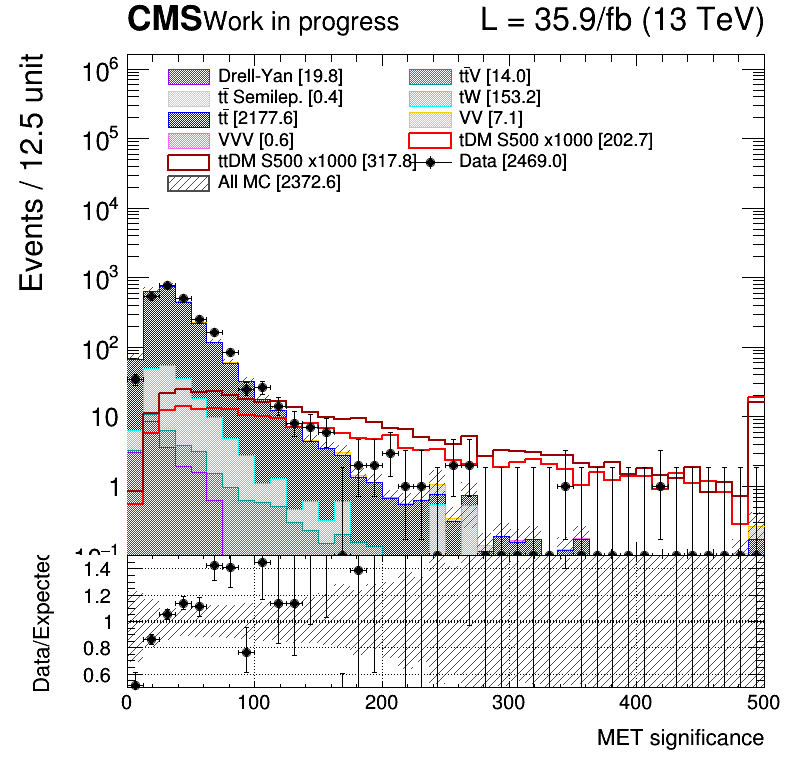 CMS Work in progress L = 35.9/fb (13 TeV)
Events / 12.5 unit
Drell-Yan [19.8] tt̄V [14.0]
tt̄ Semilep. [0.4] tW [153.2]
tt̄ [2177.6] VV [7.1]
VVV [0.6] tDM S500 x1000 [202.7]
ttDM S500 x1000 [317.8] Data [2469.0]
All MC [2372.6]
10⁶
10⁵
10⁴
10³
10²
10
1
10⁻¹
Data/Expected
1.4
1.2
1
0.8
0.6
0 100 200 300 400 500
MET significance